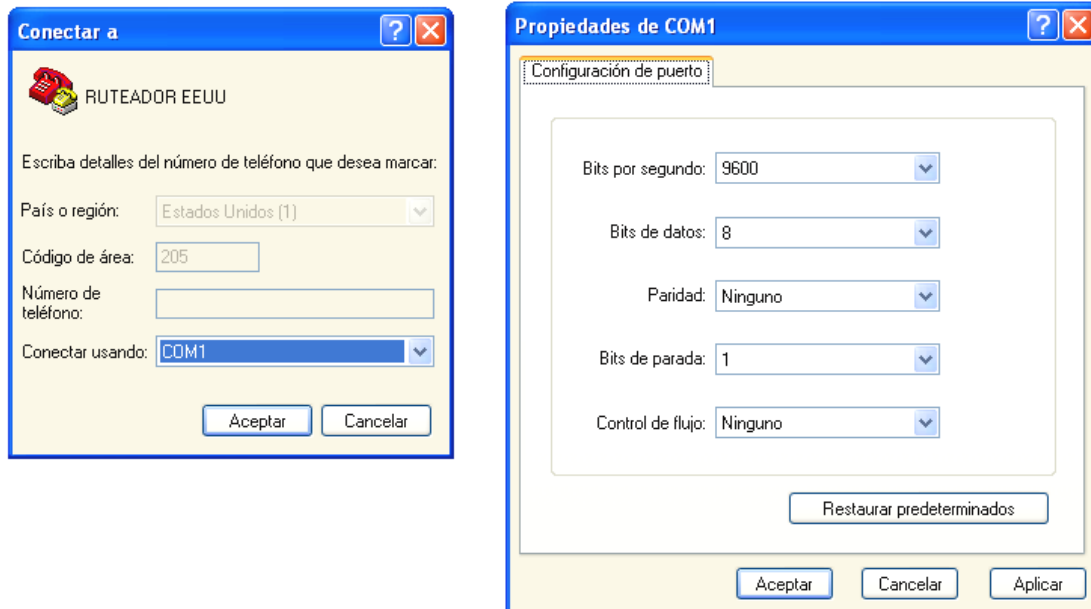 Conectar a
RUTEADOR EEUU
Escriba detalles del número de teléfono que desea marcar:
País o región: Estados Unidos (1)
Código de área: 205
Número de
teléfono:
Conectar usando: COM1
Aceptar Cancelar
Propiedades de COM1
Configuración de puerto
Bits por segundo: 9600
Bits de datos: 8
Paridad: Ninguno
Bits de parada: 1
Control de flujo: Ninguno
Restaurar predeterminados
Aceptar Cancelar Aplicar